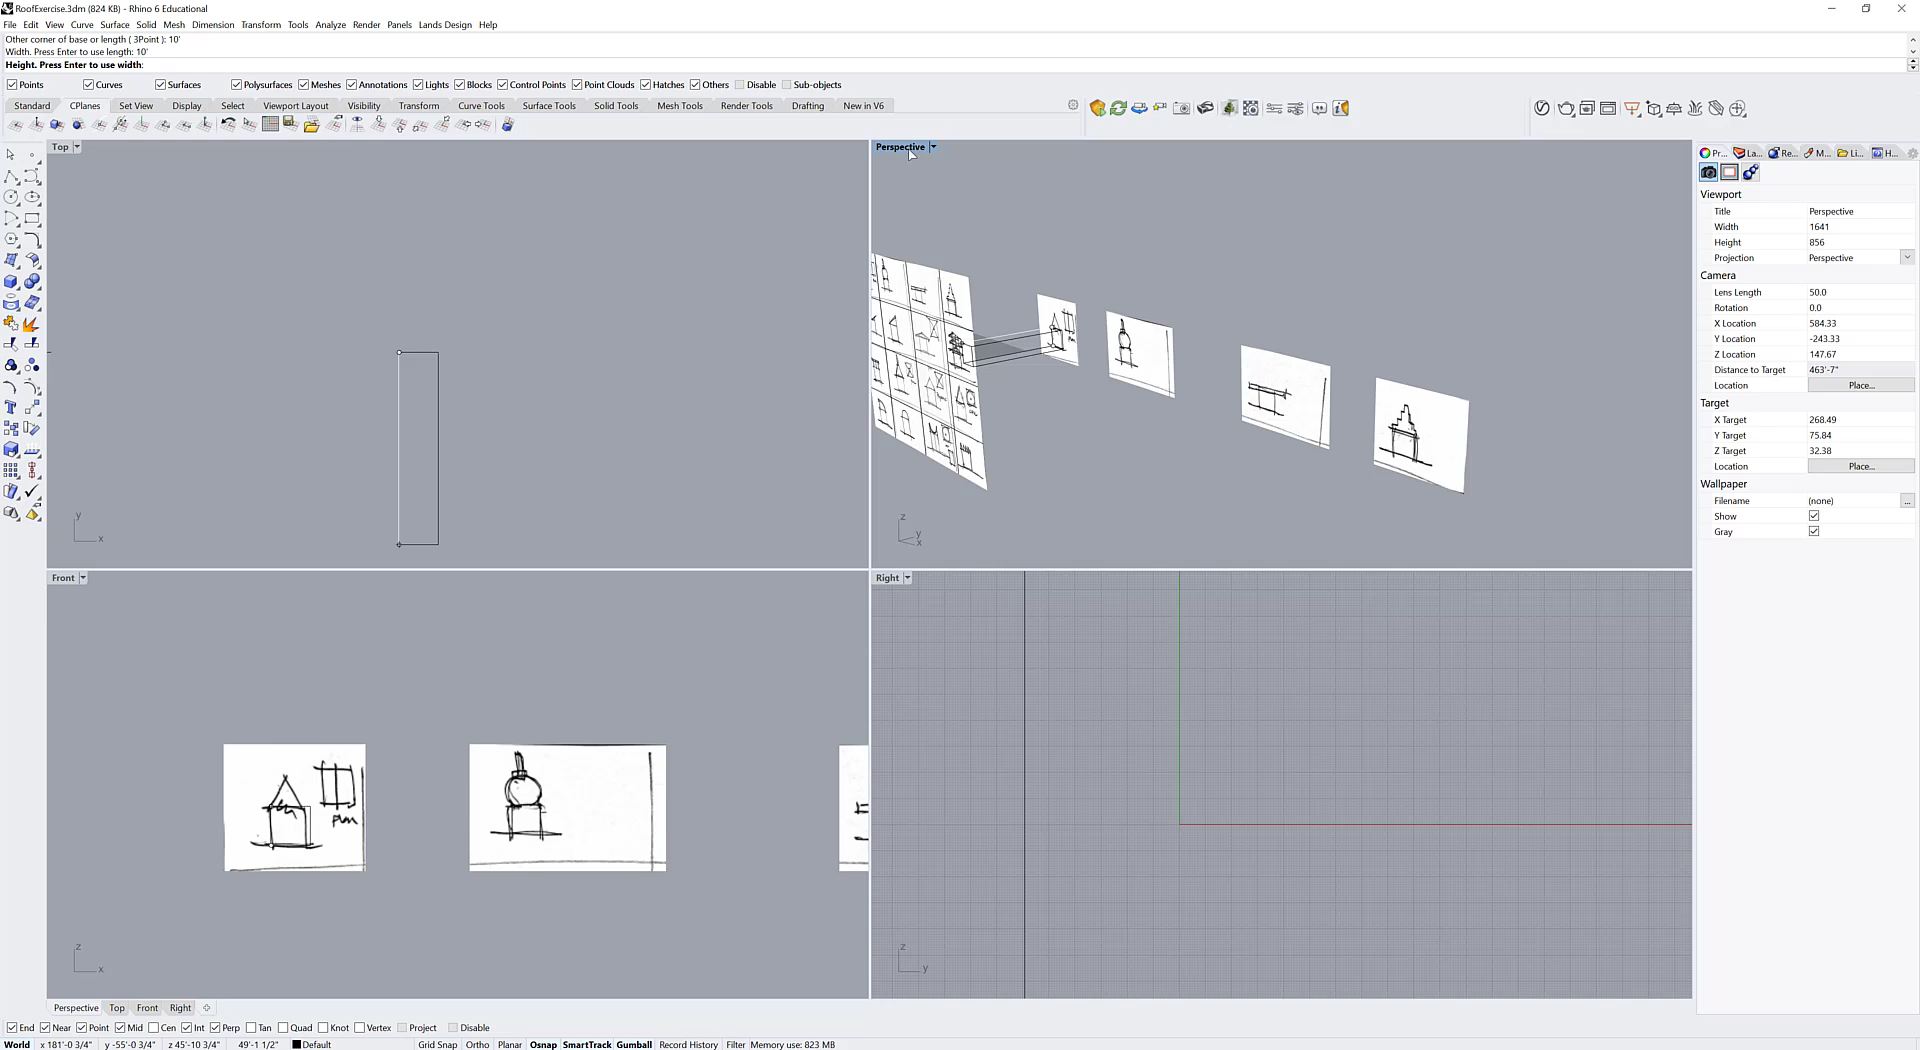 RoofExercise.3dm (824 KB) - Rhino 6 Educational
File Edit View Curve Surface Solid Mesh Dimension Transform Tools Analyze Render Panels Lands Design Help
Other corner of base or length ( 3Point ): 10'
Width. Press Enter to use length: 10'
Height. Press Enter to use width:
Points Curves Surfaces Polysurfaces Meshes Annotations Lights Blocks Control Points Point Clouds Hatches Others Disable Sub-objects
Standard CPlanes Set View Display Select Viewport Layout Visibility Transform Curve Tools Surface Tools Solid Tools Mesh Tools Render Tools Drafting New in V6
Top
Perspective
Pr... La... Re... M... Li... H...
Viewport
Title Perspective
Width 1641
Height 856
Projection Perspective
Camera
Lens Length 50.0
Rotation 0.0
X Location 584.33
Y Location -243.33
Z Location 147.67
Distance to Target 463'-7"
Location Place...
Target
X Target 268.49
Y Target 75.84
Z Target 32.38
Location Place...
Wallpaper
Filename (none) ...
Show
Gray
y
x
z
y
x
Front
Right
z
x
z
y
Perspective Top Front Right
End Near Point Mid Cen Int Perp Tan Quad Knot Vertex Project Disable
World x 181'-0 3/4" y -55'-0 3/4" z 45'-10 3/4" 49'-1 1/2" Default Grid Snap Ortho Planar Osnap SmartTrack Gumball Record History Filter Memory use: 823 MB